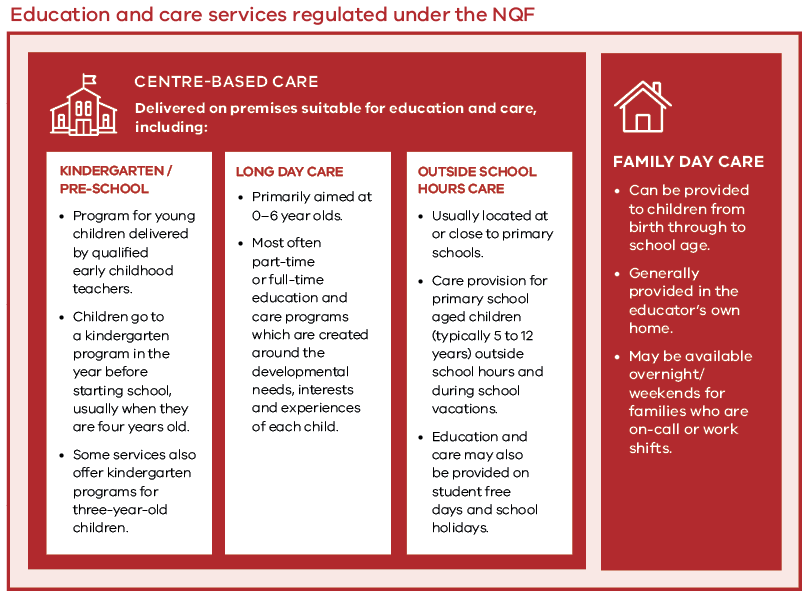 Education and care services regulated under the NQF
CENTRE-BASED CARE
Delivered on premises suitable for education and care,
including:
KINDERGARTEN /
PRE-SCHOOL
• Program for young
children delivered
by qualified
early childhood
teachers.
• Children go to
a kindergarten
program in the
year before
starting school,
usually when they
are four years old.
• Some services also
offer kindergarten
programs for
three-year-old
children.
LONG DAY CARE
• Primarily aimed at
0–6 year olds.
• Most often
part-time
or full-time
education and
care programs
which are created
around the
developmental
needs, interests
and experiences
of each child.
OUTSIDE SCHOOL
HOURS CARE
• Usually located at
or close to primary
schools.
• Care provision for
primary school
aged children
(typically 5 to 12
years) outside
school hours and
during school
vacations.
• Education and
care may also
be provided on
student free
days and school
holidays.
FAMILY DAY CARE
• Can be provided
to children from
birth through to
school age.
• Generally
provided in the
educator's own
home.
• May be available
overnight/
weekends for
families who are
on-call or work
shifts.